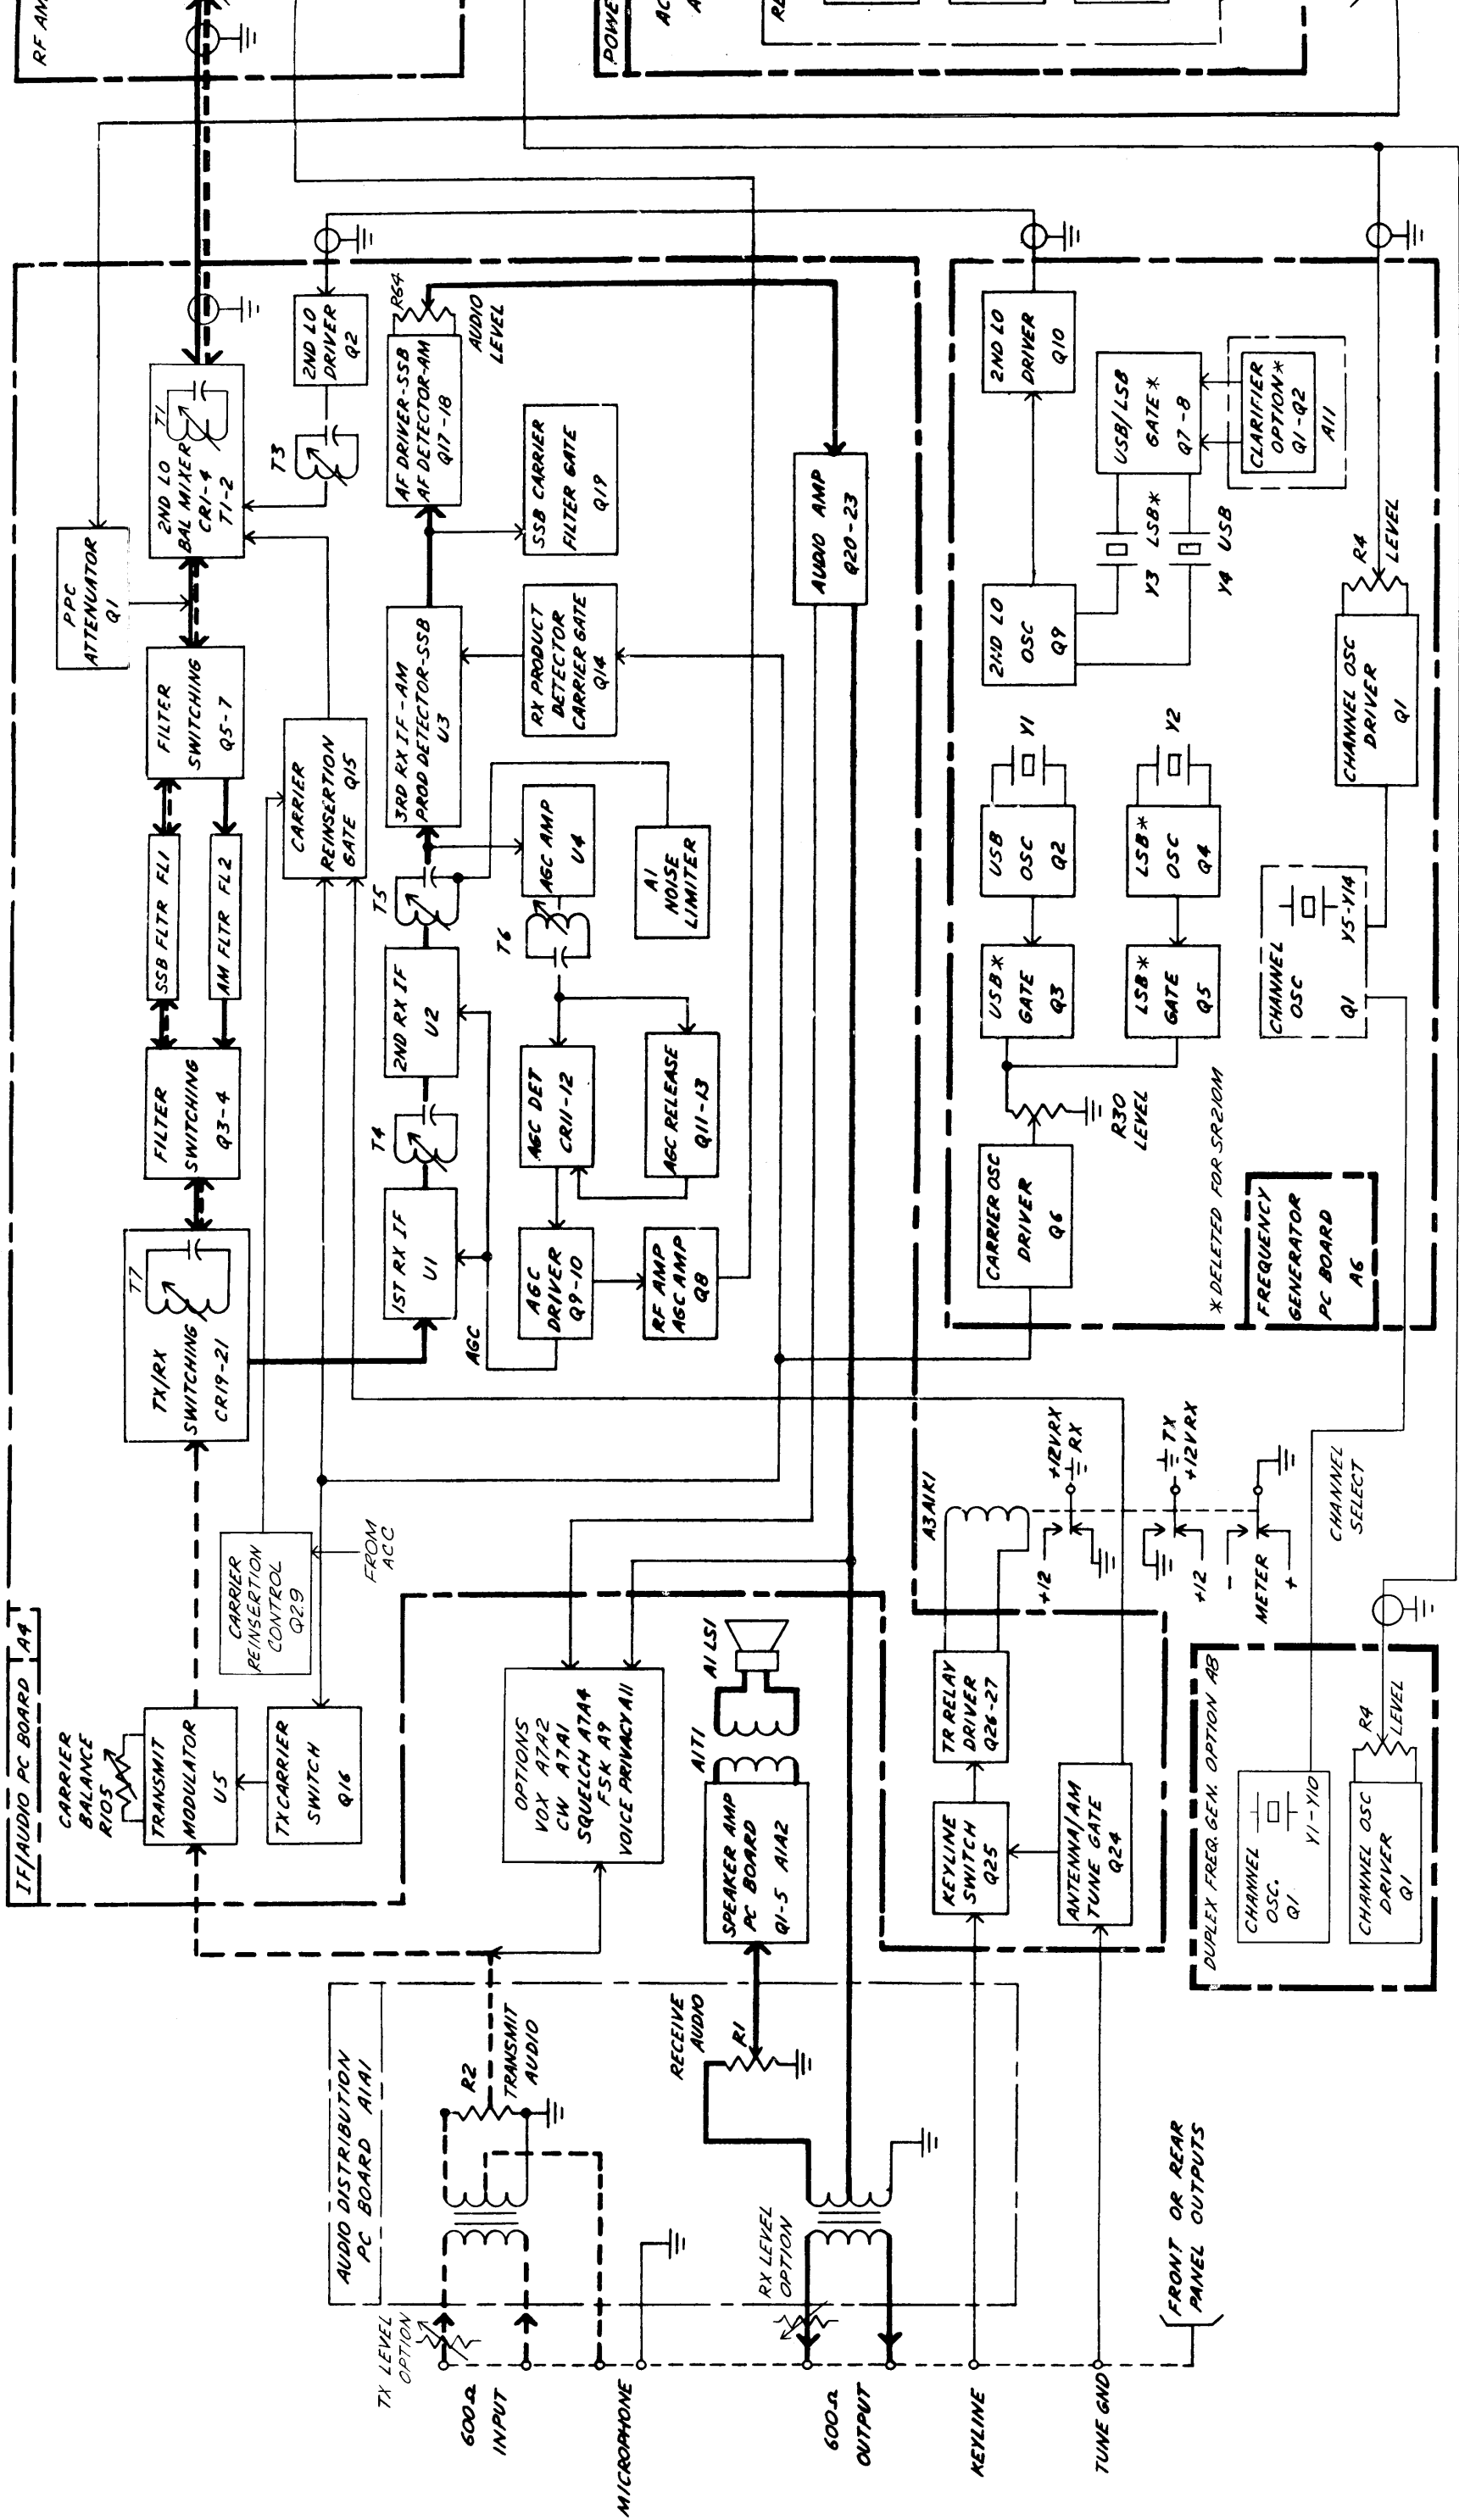 IF/AUDIO PC BOARD A4
CARRIER
BALANCE
R105
TRANSMIT
MODULATOR
U5
TX CARRIER
SWITCH
Q16
CARRIER
REINSERTION
CONTROL
Q29
FROM
ACC
T7
TX/RX
SWITCHING
CR19-21
FILTER
SWITCHING
Q3-4
SSB FLTR FL1
AM FLTR FL2
FILTER
SWITCHING
Q5-7
PPC
ATTENUATOR
Q1
2ND LO
BAL MIXER
CR1-4
T1-2
T1
T3
2ND LO
DRIVER
Q2
CARRIER
REINSERTION
GATE Q15
1ST RX IF
U1
T4
2ND RX IF
U2
T5
3RD RX IF-AM
PROD DETECTOR-SSB
U3
AF DRIVER-SSB
AF DETECTOR-AM
Q17-18
R64
AUDIO
LEVEL
AGC
AGC
DRIVER
Q9-10
AGC DET
CR11-12
T6
AGC AMP
U4
RX PRODUCT
DETECTOR
CARRIER GATE
Q14
SSB CARRIER
FILTER GATE
Q19
RF AMP
AGC AMP
Q8
AGC RELEASE
Q11-13
A1
NOISE
LIMITER
AUDIO AMP
Q20-23
OPTIONS
VOX A7A2
CW A7A1
SQUELCH A7A4
FSK A9
VOICE PRIVACY A11
SPEAKER AMP
PC BOARD
Q1-5 A1A2
A1T1
A1LS1
AUDIO DISTRIBUTION
PC BOARD A1A1
TX LEVEL
OPTION
R2
TRANSMIT
AUDIO
RECEIVE
AUDIO
R1
RX LEVEL
OPTION
600Ω
INPUT
MICROPHONE
600Ω
OUTPUT
KEYLINE
TUNE GND
FRONT OR REAR
PANEL OUTPUTS
KEYLINE
SWITCH
Q25
TR RELAY
DRIVER
Q26-27
ANTENNA/AM
TUNE GATE
Q24
A3A1K1
+12
+12VRX
RX
+12
TX
+12VRX
METER
-
+
CHANNEL
SELECT
DUPLEX FREQ. GEN. OPTION A8
CHANNEL
OSC.
Q1
Y1-Y10
CHANNEL OSC
DRIVER
Q1
R4
LEVEL
FREQUENCY
GENERATOR
PC BOARD
A6
*DELETED FOR SR210M
CARRIER OSC
DRIVER
Q6
R30
LEVEL
USB*
GATE
Q3
USB
OSC
Q2
Y1
LSB*
GATE
Q5
LSB*
OSC
Q4
Y2
2ND LO
OSC
Q9
2ND LO
DRIVER
Q10
Y3 LSB*
Y4 USB
USB/LSB
GATE*
Q7-8
CLARIFIER
OPTION*
Q1-Q2
A11
CHANNEL
OSC
Q1
Y5-Y14
CHANNEL OSC
DRIVER
Q1
R4
LEVEL
RF AM
POWE
AC
A
RE